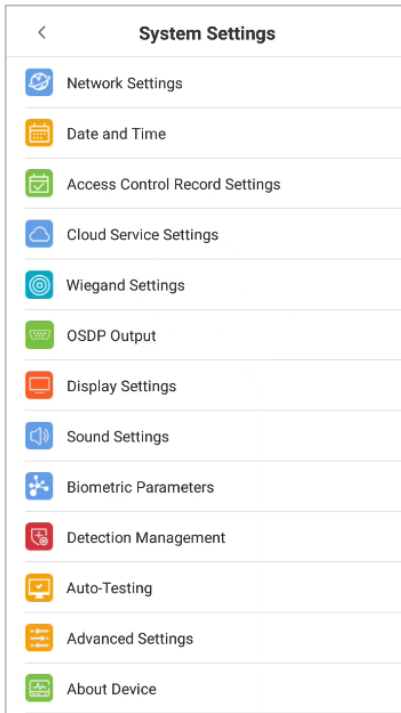 System Settings
Network Settings
Date and Time
Access Control Record Settings
Cloud Service Settings
Wiegand Settings
OSDP Output
Display Settings
Sound Settings
Biometric Parameters
Detection Management
Auto-Testing
Advanced Settings
About Device